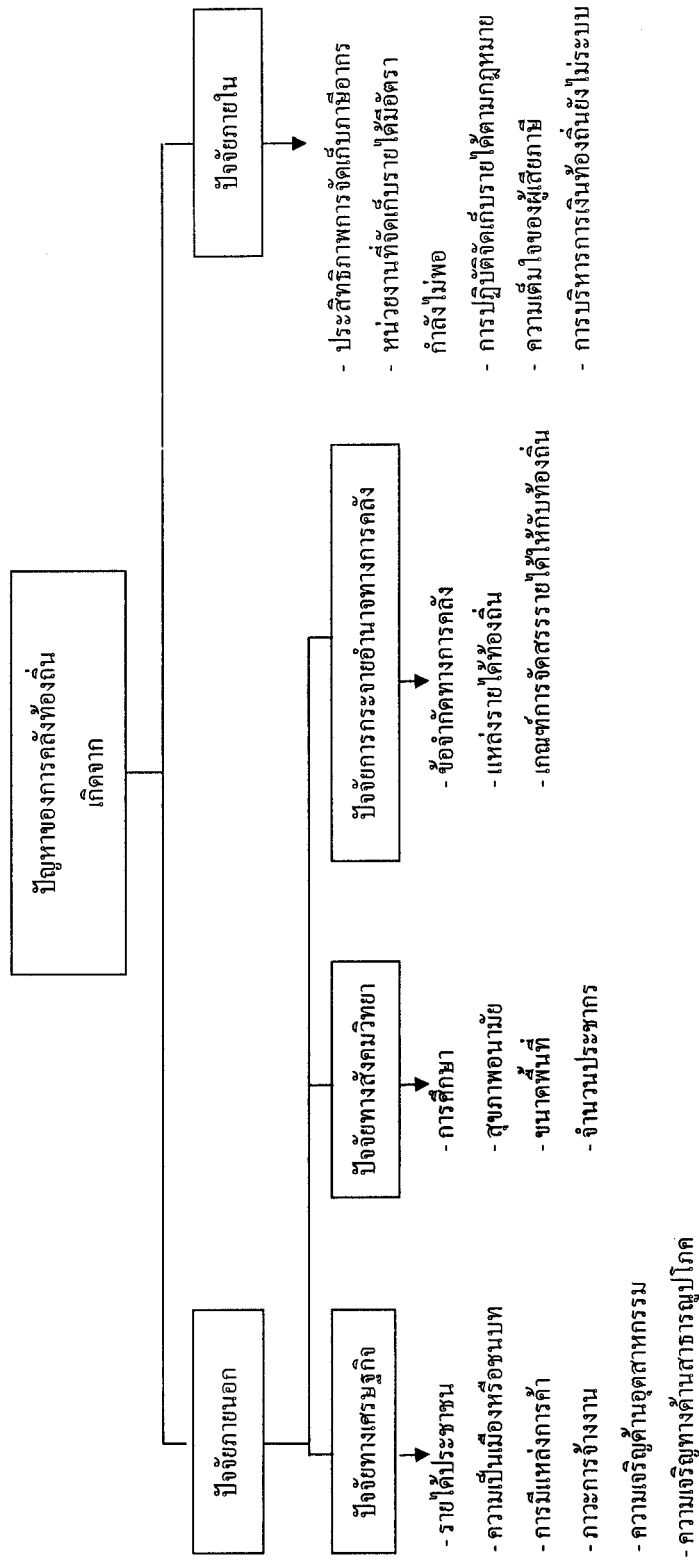 ปัญหาของการคลังท้องถิ่น
เกิดจาก
ปัจจัยภายนอก
ปัจจัยภายใน
ปัจจัยทางเศรษฐกิจ
- รายได้ประชาชน
- ความเป็นเมืองหรือชนบท
- การมีแหล่งการค้า
- ภาวะการจ้างงาน
- ความเจริญด้านอุตสาหกรรม
- ความเจริญทางด้านสาธารณูปโภค
ปัจจัยทางสังคมวิทยา
- การศึกษา
- สุขภาพอนามัย
- ขนาดพื้นที่
- จำนวนประชากร
ปัจจัยการกระจายอำนาจทางการคลัง
- ข้อจำกัดทางการคลัง
- แหล่งรายได้ท้องถิ่น
- เกณฑ์การจัดสรรรายได้ให้กับท้องถิ่น
- ประสิทธิภาพการจัดเก็บภาษีอากร
- หน่วยงานที่จัดเก็บรายได้มีอัตรา
กำลังไม่พอ
- การปฏิบัติจัดเก็บรายได้ตามกฎหมาย
- ความเต็มใจของผู้เสียภาษี
- การบริหารการเงินท้องถิ่นยังไม่ระบบ